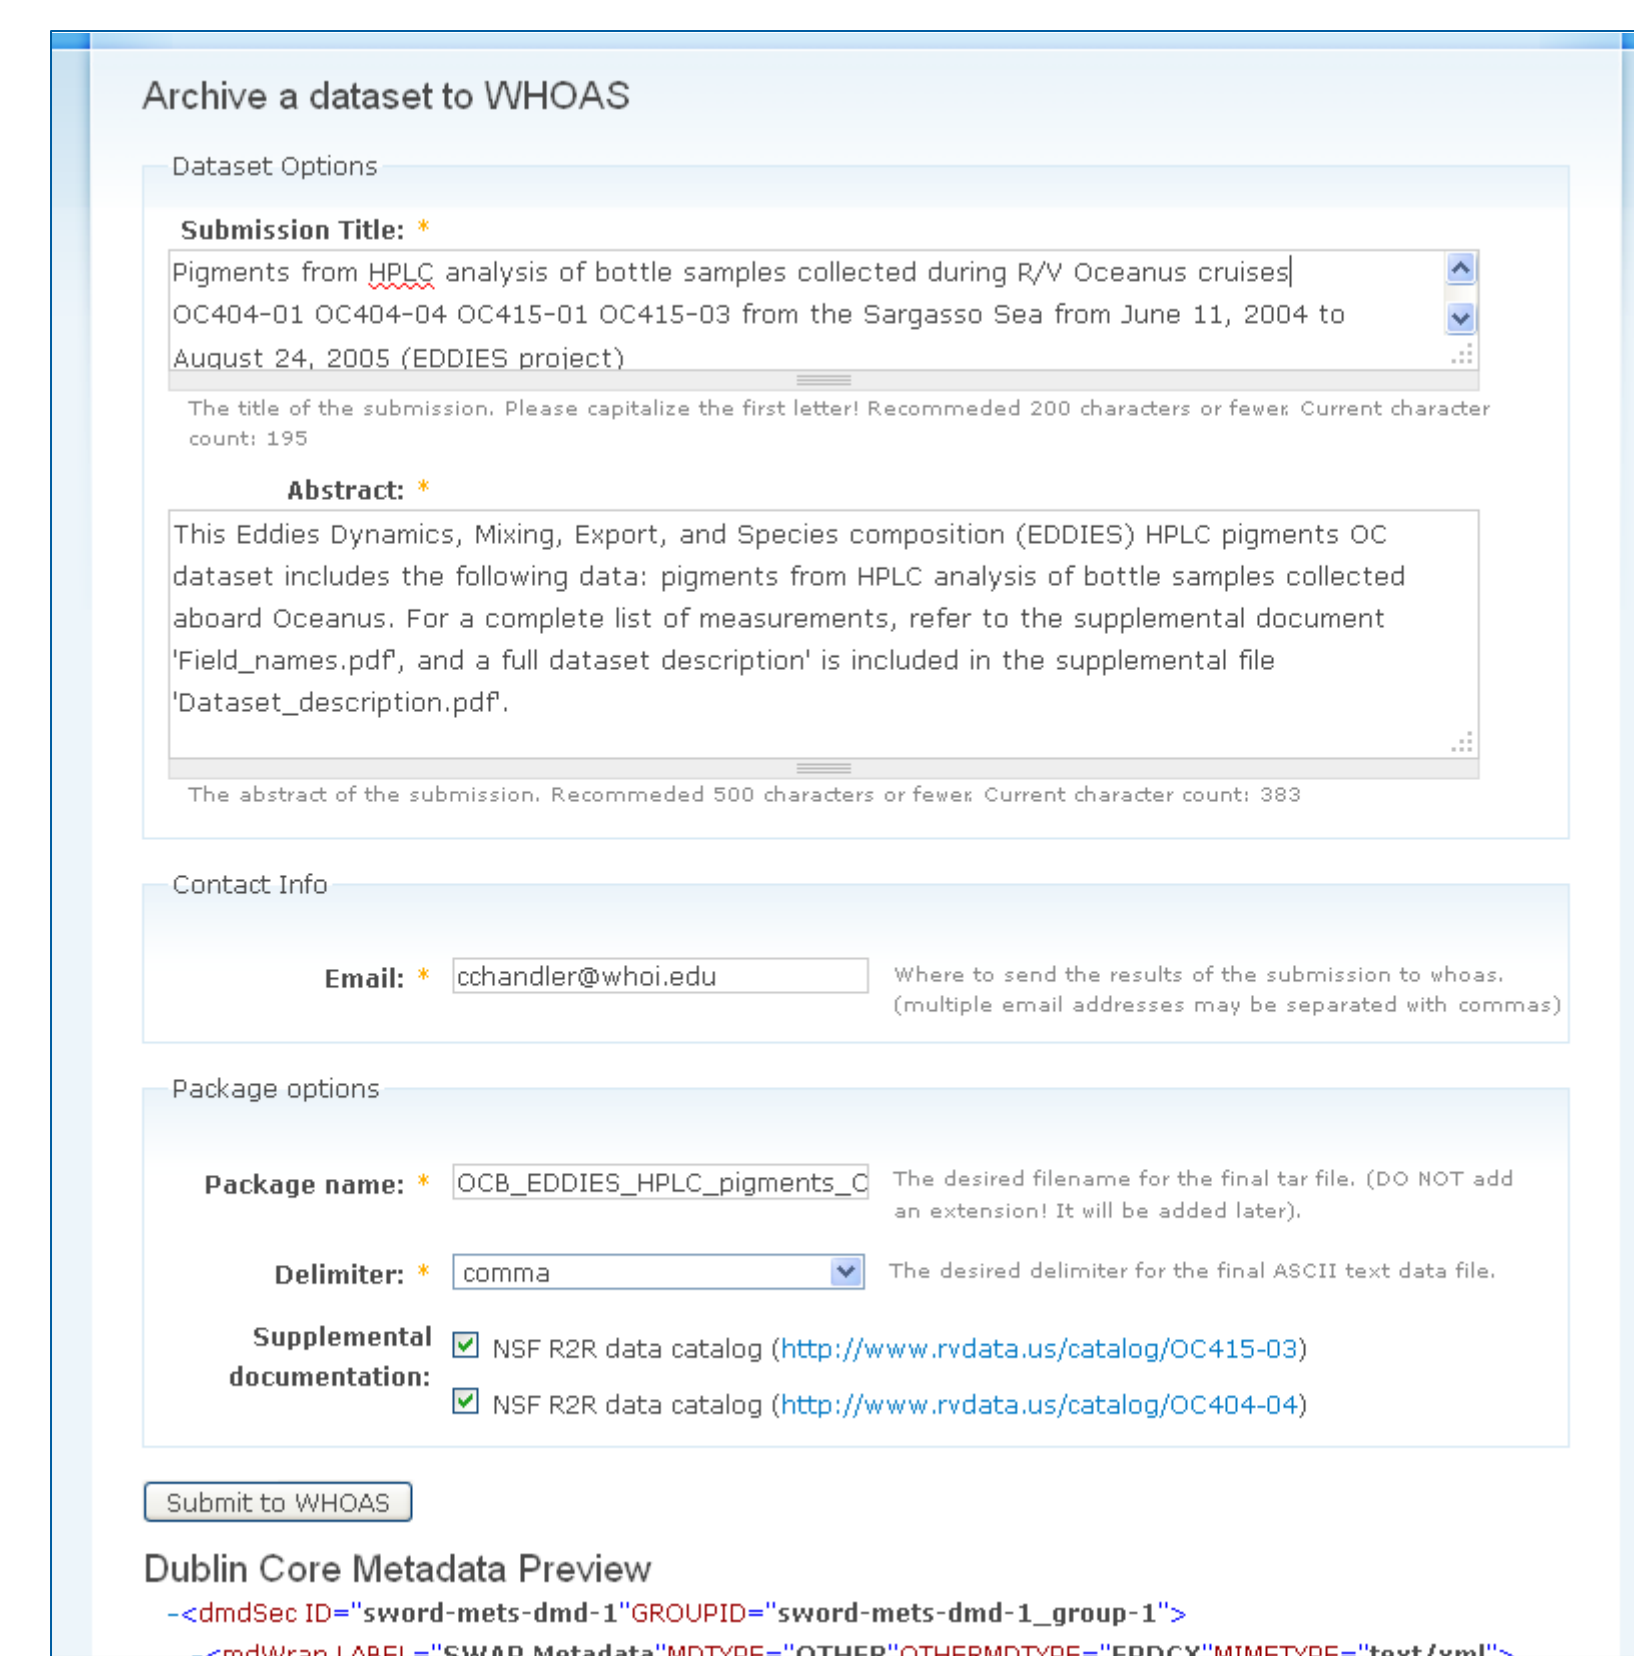 Archive a dataset to WHOAS
Dataset Options
Submission Title: *
Pigments from HPLC analysis of bottle samples collected during R/V Oceanus cruises
OC404-01 OC404-04 OC415-01 OC415-03 from the Sargasso Sea from June 11, 2004 to
August 24, 2005 (EDDIES project)
The title of the submission. Please capitalize the first letter! Recommeded 200 characters or fewer. Current character
count: 195
Abstract: *
This Eddies Dynamics, Mixing, Export, and Species composition (EDDIES) HPLC pigments OC
dataset includes the following data: pigments from HPLC analysis of bottle samples collected
aboard Oceanus. For a complete list of measurements, refer to the supplemental document
'Field_names.pdf', and a full dataset description' is included in the supplemental file
'Dataset_description.pdf'.
The abstract of the submission. Recommeded 500 characters or fewer. Current character count: 383
Contact Info
Email: * cchandler@whoi.edu Where to send the results of the submission to whoas.
(multiple email addresses may be separated with commas)
Package options
Package name: * OCB_EDDIES_HPLC_pigments_C The desired filename for the final tar file. (DO NOT add
an extension! It will be added later).
Delimiter: * comma The desired delimiter for the final ASCII text data file.
Supplemental documentation: NSF R2R data catalog (http://www.rvdata.us/catalog/OC415-03)
NSF R2R data catalog (http://www.rvdata.us/catalog/OC404-04)
Submit to WHOAS
Dublin Core Metadata Preview
-<dmdSec ID="sword-mets-dmd-1"GROUPID="sword-mets-dmd-1_group-1">
-<mdWrap LABEL="SWAP Metadata"MDTYPE="OTHER"OTHERMDTYPE="EPDCX"MIMETYPE="text/xml">